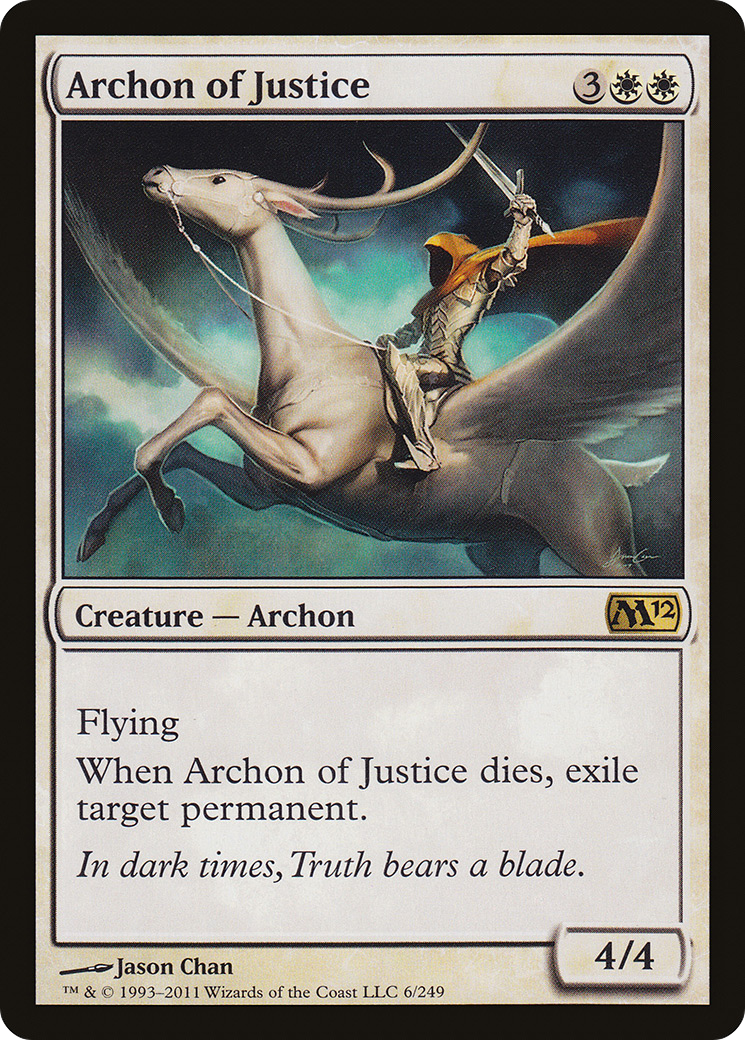 Archon of Justice 3
Creature — Archon M12
Flying
When Archon of Justice dies, exile
target permanent.
In dark times, Truth bears a blade.
4/4
Jason Chan
™ & © 1993–2011 Wizards of the Coast LLC 6/249